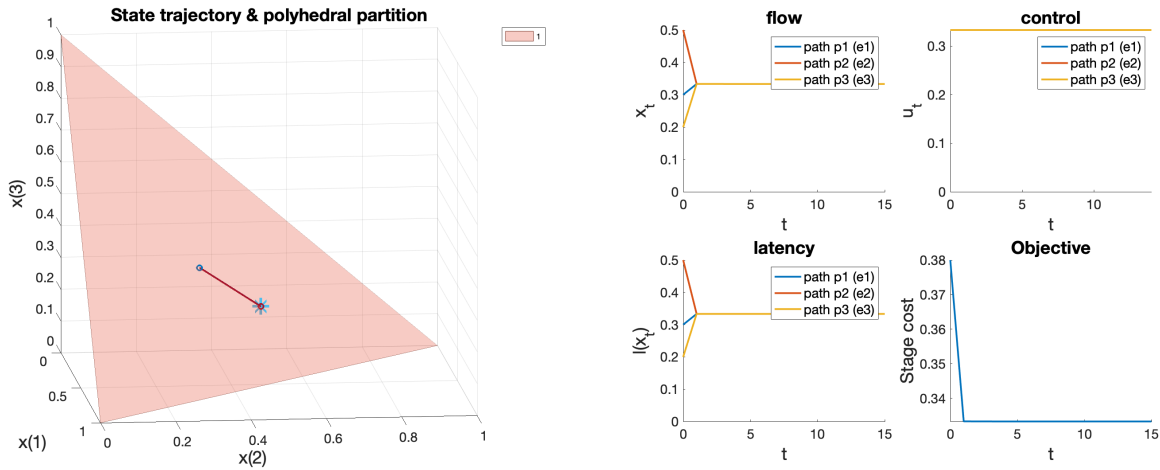 State trajectory & polyhedral partition
1
1
0.9
0.8
0.7
0.6
0.5
0.4
0.3
0.2
0.1
0
x(3)
0
0.5
1
x(1)
0
0.2
0.4
0.6
0.8
1
x(2)
flow
0.5
0.4
0.3
0.2
0.1
0
x_t
path p1 (e1)
path p2 (e2)
path p3 (e3)
0 5 10 15
t
control
0.3
0.2
0.1
0
u_t
path p1 (e1)
path p2 (e2)
path p3 (e3)
0 5 10
t
latency
0.5
0.4
0.3
0.2
0.1
0
l(x_t)
path p1 (e1)
path p2 (e2)
path p3 (e3)
0 5 10 15
t
Objective
0.38
0.37
0.36
0.35
0.34
Stage cost
0 5 10 15
t